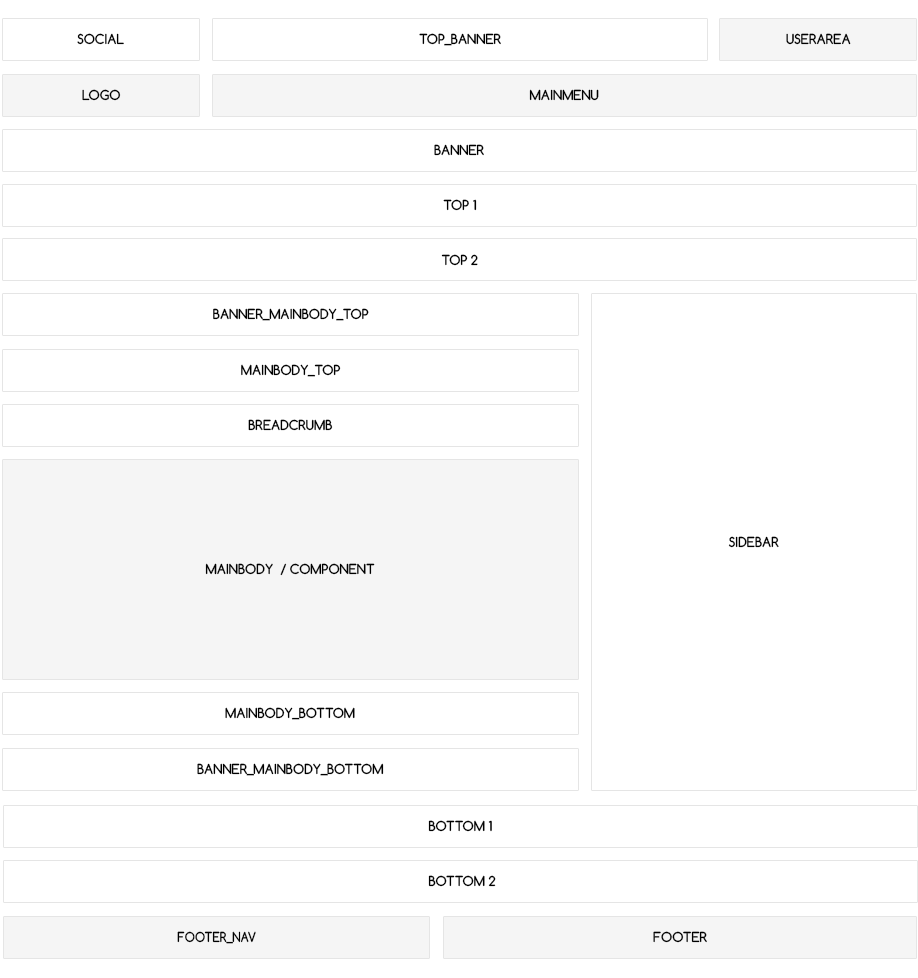 SOCIAL
TOP_BANNER
USERAREA
LOGO
MAINMENU
BANNER
TOP 1
TOP 2
BANNER_MAINBODY_TOP
MAINBODY_TOP
BREADCRUMB
MAINBODY / COMPONENT
MAINBODY_BOTTOM
BANNER_MAINBODY_BOTTOM
SIDEBAR
BOTTOM 1
BOTTOM 2
FOOTER_NAV
FOOTER